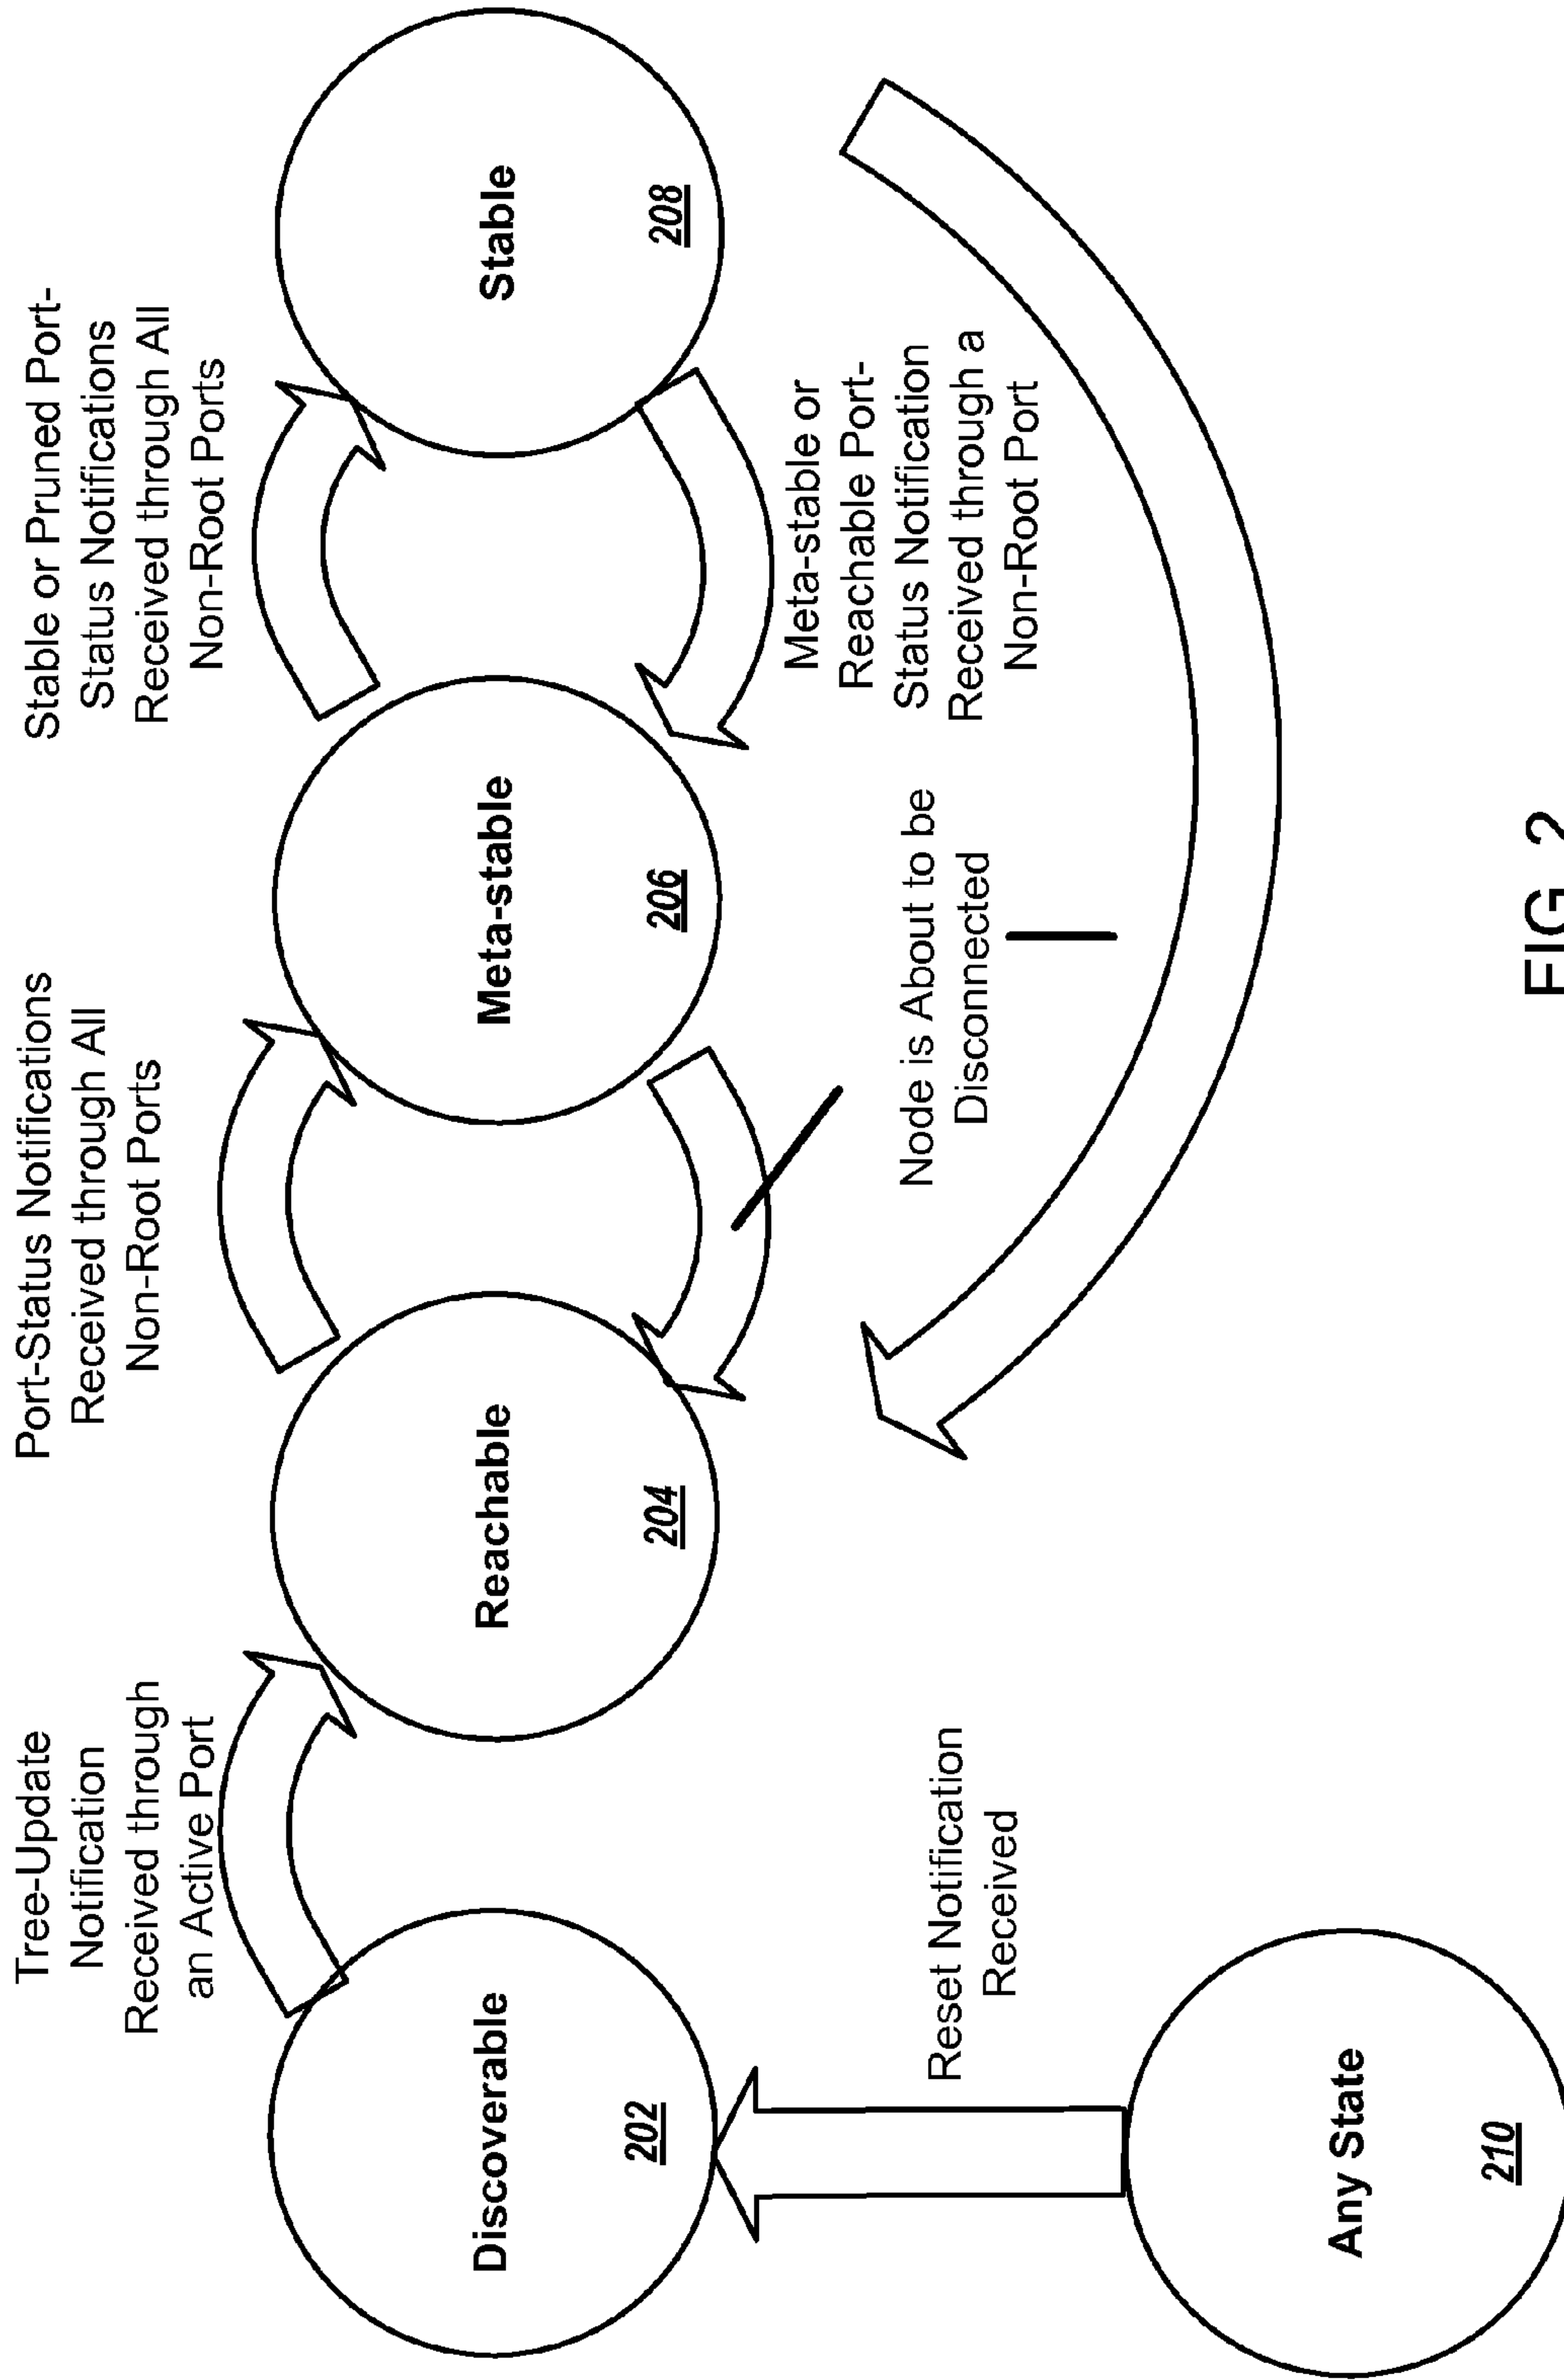 Tree-Update
Notification
Received through
an Active Port
Port-Status Notifications
Received through All
Non-Root Ports
Stable or Pruned Port-
Status Notifications
Received through All
Non-Root Ports
Discoverable
202
Reachable
204
Meta-stable
206
Stable
208
Meta-stable or
Reachable Port-
Status Notification
Received through a
Non-Root Port
Node is About to be
Disconnected
Reset Notification
Received
Any State
210
FIG. 2